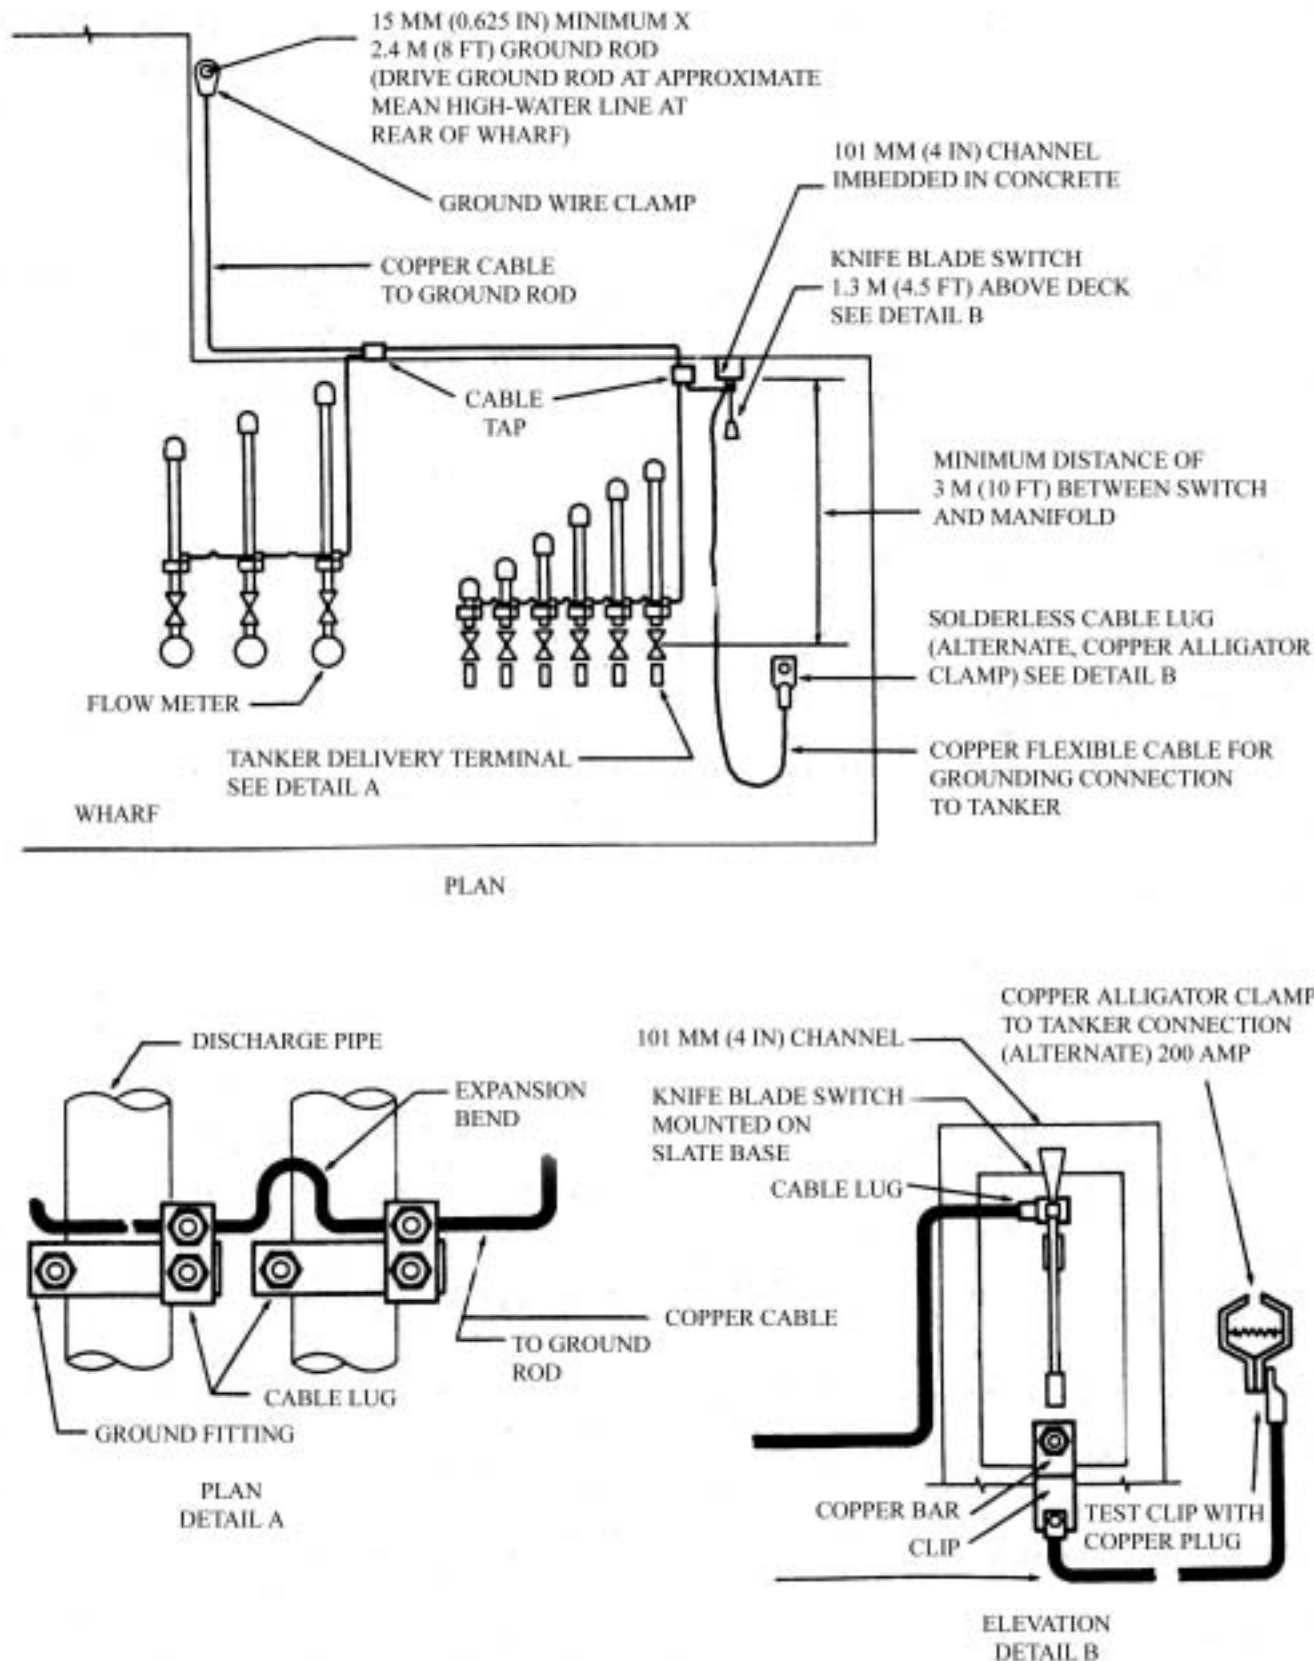 15 MM (0.625 IN) MINIMUM X
2.4 M (8 FT) GROUND ROD
(DRIVE GROUND ROD AT APPROXIMATE
MEAN HIGH-WATER LINE AT
REAR OF WHARF)
101 MM (4 IN) CHANNEL
IMBEDDED IN CONCRETE
GROUND WIRE CLAMP
COPPER CABLE
TO GROUND ROD
KNIFE BLADE SWITCH
1.3 M (4.5 FT) ABOVE DECK
SEE DETAIL B
CABLE
TAP
MINIMUM DISTANCE OF
3 M (10 FT) BETWEEN SWITCH
AND MANIFOLD
SOLDERLESS CABLE LUG
(ALTERNATE, COPPER ALLIGATOR
CLAMP) SEE DETAIL B
FLOW METER
TANKER DELIVERY TERMINAL
SEE DETAIL A
COPPER FLEXIBLE CABLE FOR
GROUNDING CONNECTION
TO TANKER
WHARF
PLAN
DISCHARGE PIPE
EXPANSION
BEND
COPPER CABLE
TO GROUND
ROD
CABLE LUG
GROUND FITTING
PLAN
DETAIL A
COPPER ALLIGATOR CLAMP
TO TANKER CONNECTION
(ALTERNATE) 200 AMP
101 MM (4 IN) CHANNEL
KNIFE BLADE SWITCH
MOUNTED ON
SLATE BASE
CABLE LUG
COPPER BAR
CLIP
TEST CLIP WITH
COPPER PLUG
ELEVATION
DETAIL B